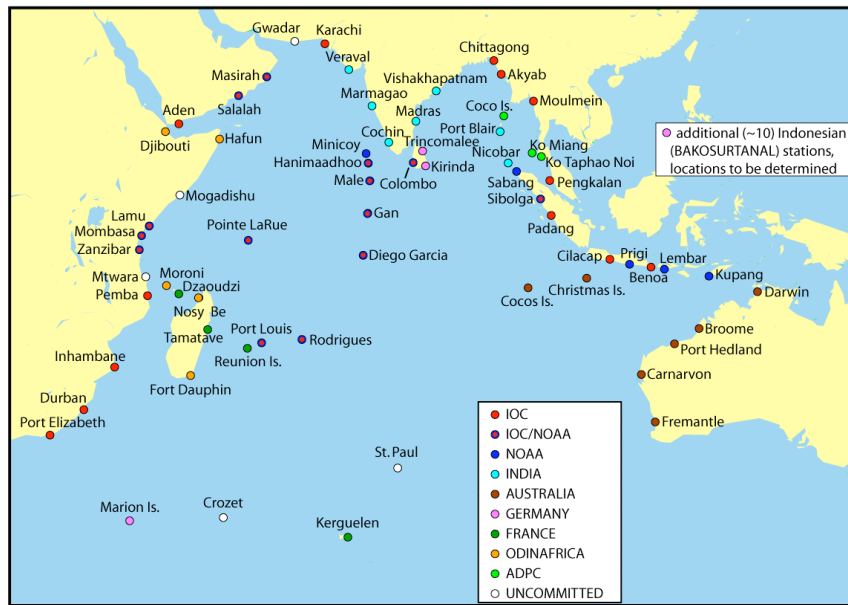 Gwadar
Karachi
Chittagong
Veraval
Masirah
Vishakhapatnam
Akyab
Salalah
Marmagao
Coco Is.
Moulmein
Aden
Madras
Port Blair
Djibouti
Hafun
Cochin
Trincomalee
Minicoy
Nicobar
Ko Miang
Hanimaadhoo
Kirinda
Ko Taphao Noi
Male
Colombo
Sabang
Pengkalan
additional (~10) Indonesian
(BAKOSURTANAL) stations,
locations to be determined
Mogadishu
Sibolga
Lamu
Pointe LaRue
Gan
Padang
Mombasa
Zanzibar
Diego Garcia
Cilacap
Prigi
Lembar
Mtwara
Moroni
Benoa
Kupang
Pemba
Dzaoudzi
Cocos Is.
Christmas Is.
Darwin
Nosy Be
Port Louis
Tamatave
Rodrigues
Broome
Reunion Is.
Port Hedland
Inhambane
Fort Dauphin
Carnarvon
Durban
Port Elizabeth
Fremantle
IOC
IOC/NOAA
NOAA
INDIA
AUSTRALIA
GERMANY
FRANCE
ODINAFRICA
ADPC
UNCOMMITTED
St. Paul
Marion Is.
Crozet
Kerguelen